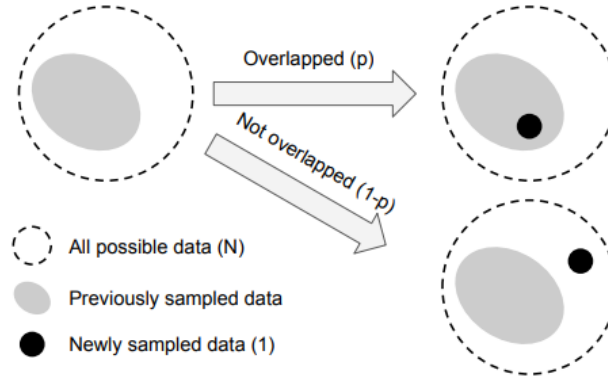 Overlapped (p)
Not overlapped (1-p)
All possible data (N)
Previously sampled data
Newly sampled data (1)